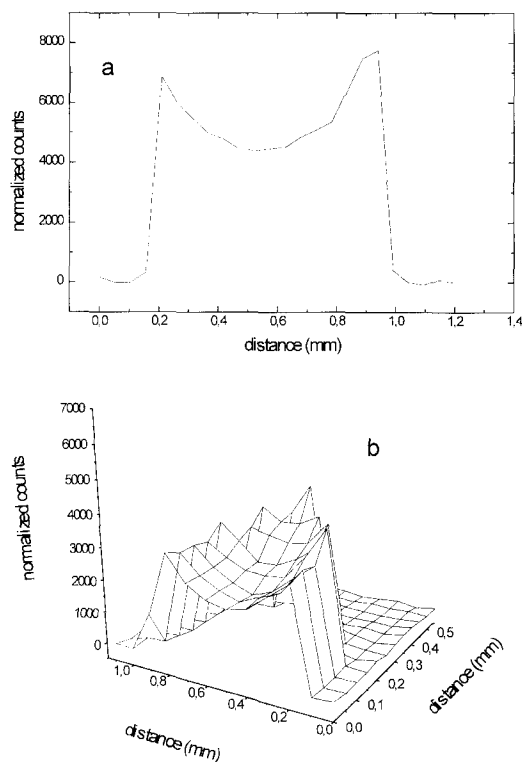 a
8000
6000
4000
2000
0
normalized counts
0,0 0,2 0,4 0,6 0,8 1,0 1,2 1,4
distance (mm)
b
7000
6000
5000
4000
3000
2000
1000
0
normalized counts
1,0 0,8 0,6 0,4 0,2 0,0
distance (mm)
0,0 0,1 0,2 0,3 0,4 0,5
distance (mm)